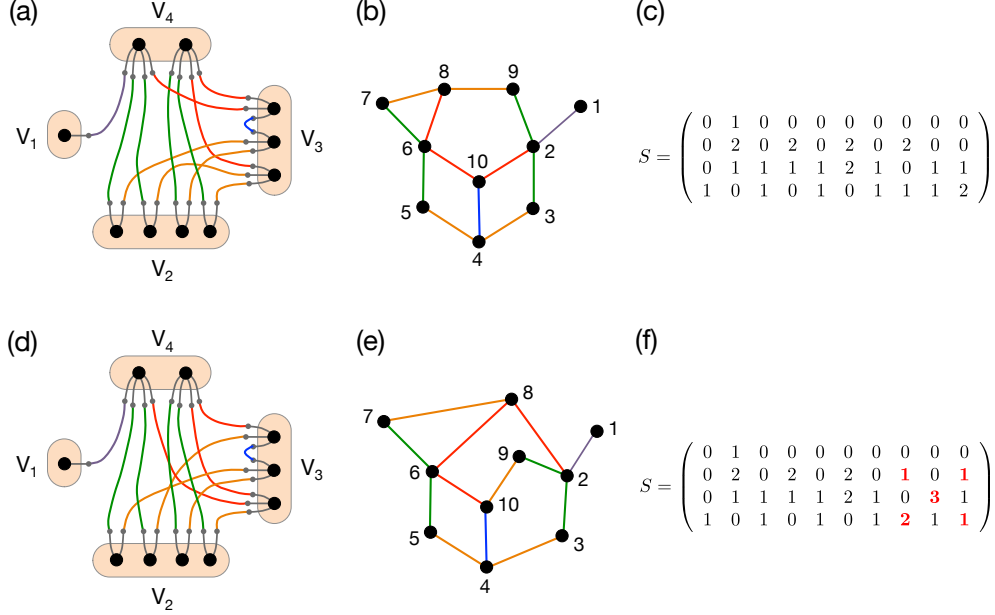 (a)
V4
V1
V3
V2
(b)
8
9
7
1
6
10
2
5
3
4
(c)
S =
0 1 0 0 0 0 0 0 0 0
0 2 0 2 0 2 0 2 0 0
0 1 1 1 1 2 1 0 1 1
1 0 1 0 1 0 1 1 1 2
(d)
V4
V1
V3
V2
(e)
8
7
1
9
6
2
10
5
3
4
(f)
S =
0 1 0 0 0 0 0 0 0 0
0 2 0 2 0 2 0 1 0 1
0 1 1 1 1 2 1 0 3 1
1 0 1 0 1 0 1 2 1 1